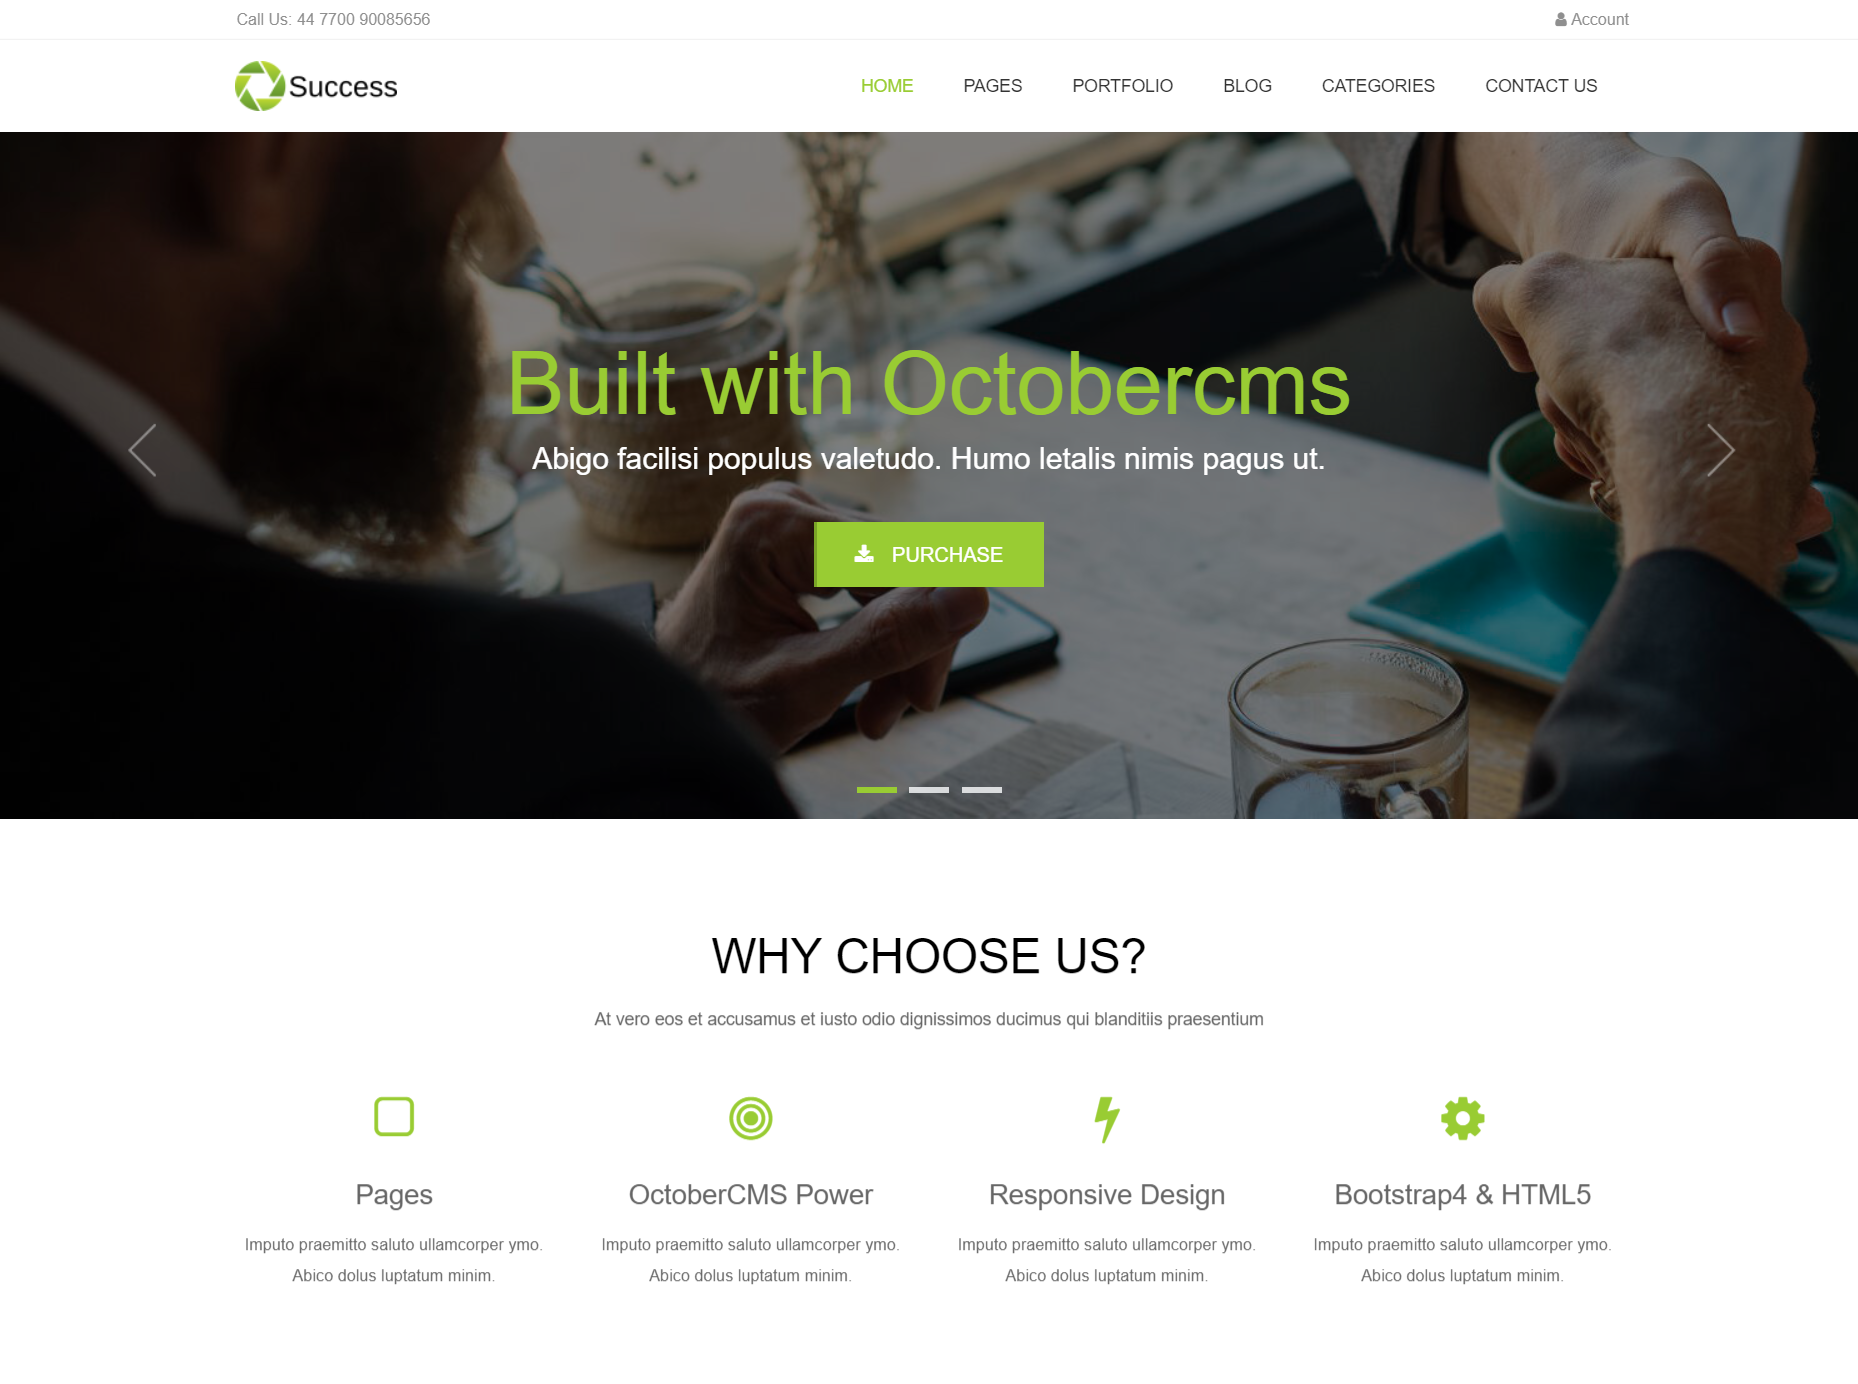 Call Us: 44 7700 90085656
Account
Success
HOME
PAGES
PORTFOLIO
BLOG
CATEGORIES
CONTACT US
Built with Octobercms
Abigo facilisi populus valetudo. Humo letalis nimis pagus ut.
PURCHASE
WHY CHOOSE US?
At vero eos et accusamus et iusto odio dignissimos ducimus qui blanditiis praesentium
Pages
Imputo praemitto saluto ullamcorper ymo.
Abico dolus luptatum minim.
OctoberCMS Power
Imputo praemitto saluto ullamcorper ymo.
Abico dolus luptatum minim.
Responsive Design
Imputo praemitto saluto ullamcorper ymo.
Abico dolus luptatum minim.
Bootstrap4 & HTML5
Imputo praemitto saluto ullamcorper ymo.
Abico dolus luptatum minim.